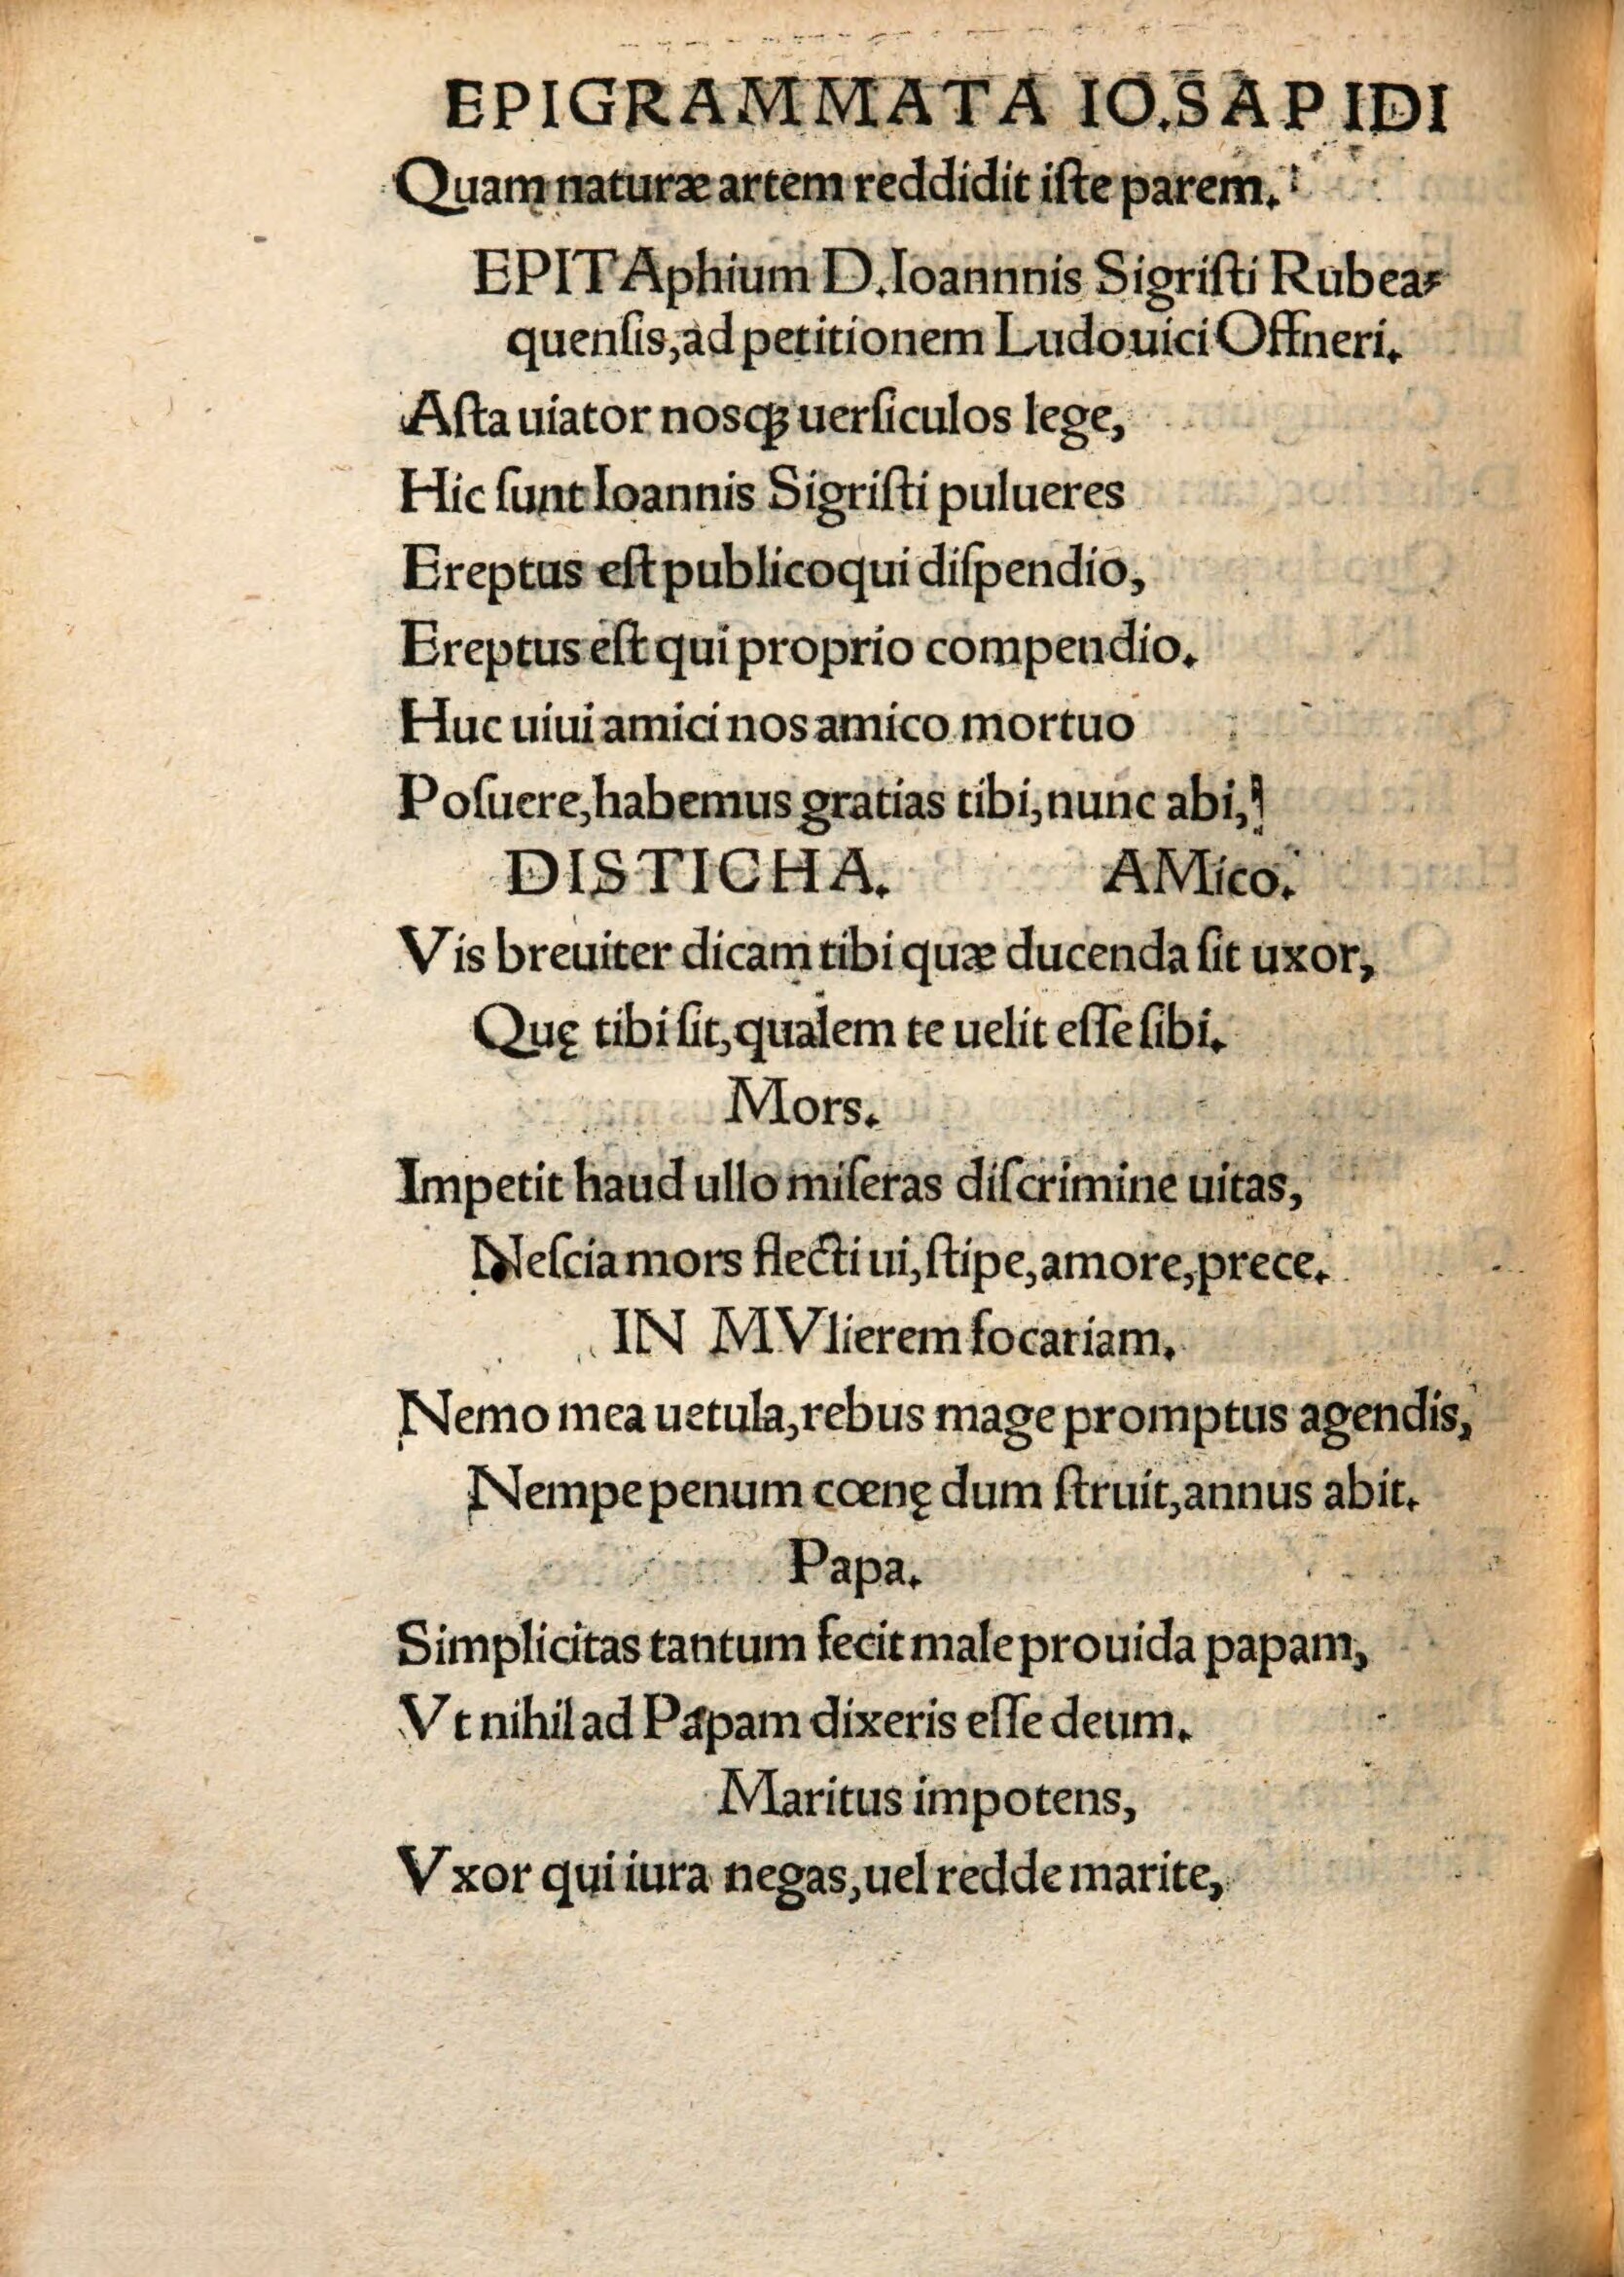 EPIGRAMMATA IO.SAPIDI
Quam naturæ artem reddidit iſte parem.
EPITAphium D.Ioannnis Sigriſti Rubea⸗
quenſis,ad petitionem Ludouici Offneri.
Aſta uiator nosqꝫ uerſiculos lege,
Hic ſunt Ioannis Sigriſti pulueres
Ereptus eſt publico qui diſpendio,
Ereptus eſt qui proprio compendio.
Huc uiui amici nos amico mortuo
Poſuere,habemus gratias tibi,nunc abi,
DISTICHA. AMico.
Vis breuiter dicam tibi quæ ducenda ſit uxor,
Quę tibi ſit,qualem te uelit eſſe ſibi.
Mors.
Impetit haud ullo miſeras diſcrimine uitas,
Neſcia mors flecti ui,ſtipe,amore,prece.
IN MVlierem focariam.
Nemo mea uetula,rebus mage promptus agendis,
Nempe penum cœnę dum ſtruit,annus abit.
Papa.
Simplicitas tantum fecit male prouida papam,
Vt nihil ad Papam dixeris eſſe deum.
Maritus impotens,
Vxor qui iura negas,uel redde marite,